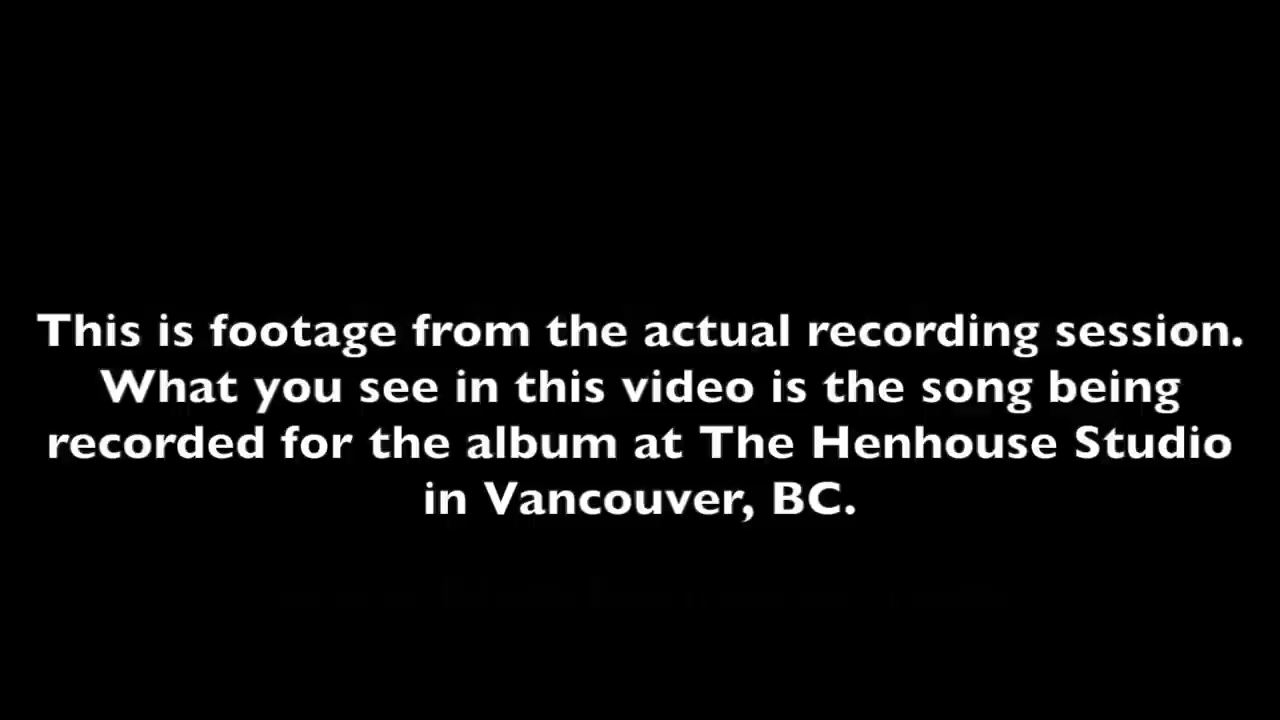 This is footage from the actual recording session.
What you see in this video is the song being
recorded for the album at The Henhouse Studio
in Vancouver, BC.